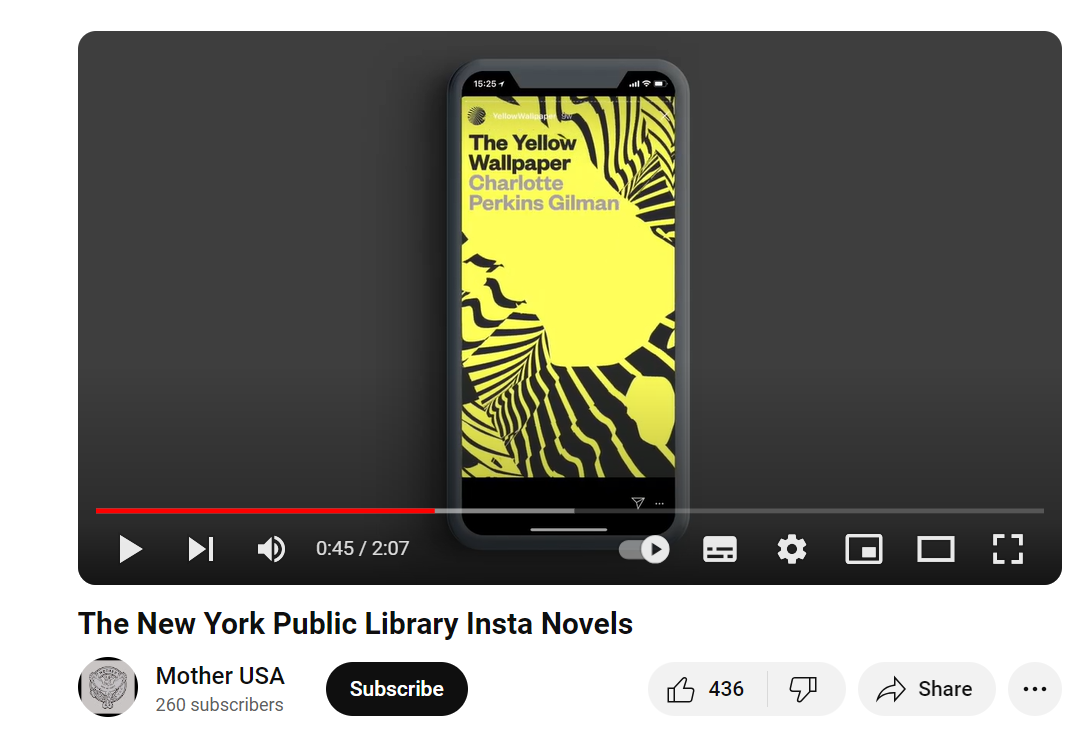 15:25
YellowWallpaper 9w
The Yellow
Wallpaper
Charlotte
Perkins Gilman
0:45 / 2:07
The New York Public Library Insta Novels
Mother USA
260 subscribers
Subscribe
436
Share